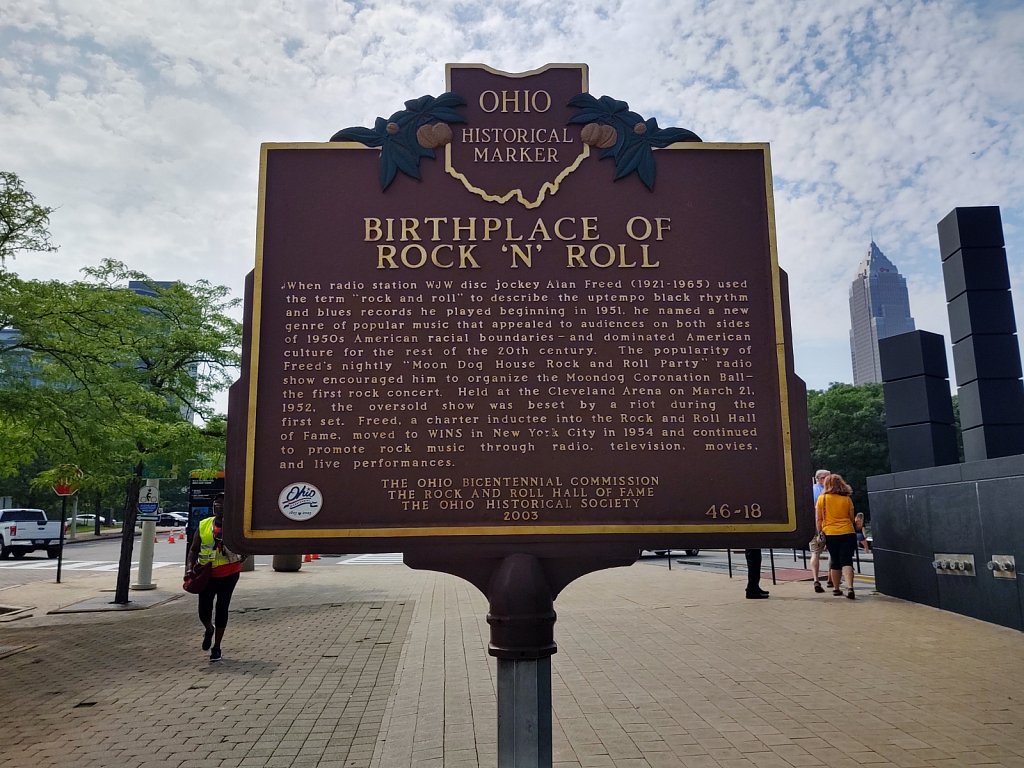 OHIO
HISTORICAL
MARKER
BIRTHPLACE OF
ROCK 'N' ROLL
When radio station WJW disc jockey Alan Freed (1921-1965) used
the term "rock and roll" to describe the uptempo black rhythm
and blues records he played beginning in 1951, he named a new
genre of popular music that appealed to audiences on both sides
of 1950s American racial boundaries—and dominated American
culture for the rest of the 20th century. The popularity of
Freed's nightly "Moon Dog House Rock and Roll Party" radio
show encouraged him to organize the Moondog Coronation Ball—
the first rock concert. Held at the Cleveland Arena on March 21,
1952, the oversold show was beset by a riot during the
first set. Freed, a charter inductee into the Rock and Roll Hall
of Fame, moved to WINS in New York City in 1954 and continued
to promote rock music through radio, television, movies,
and live performances.
Ohio
THE OHIO BICENTENNIAL COMMISSION
THE ROCK AND ROLL HALL OF FAME
THE OHIO HISTORICAL SOCIETY
2003
46-18